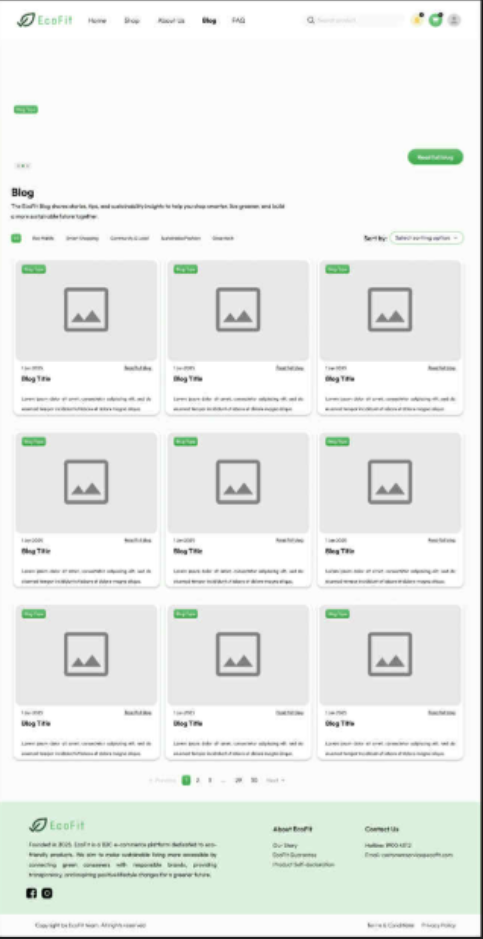 EcoFit
Home Shop About Us Blog FAQ
Search product
Blog Topic
Read full blog
Blog
The EcoFit Blog shares stories, tips, and sustainability insights to help you shop smarter, live greener, and build
a more sustainable future together.
All Eco Habits Smart Shopping Community & Local Sustainable Fashion Green tech
Sort by: Select sorting option
Blog Topic Blog Topic Blog Topic
1 Jan 2025 Read full blog 1 Jan 2025 Read full blog 1 Jan 2025 Read full blog
Blog Title Blog Title Blog Title
Lorem ipsum dolor sit amet, consectetur adipiscing elit, sed do Lorem ipsum dolor sit amet, consectetur adipiscing elit, sed do Lorem ipsum dolor sit amet, consectetur adipiscing elit, sed do
eiusmod tempor incididunt ut labore et dolore magna aliqua. eiusmod tempor incididunt ut labore et dolore magna aliqua. eiusmod tempor incididunt ut labore et dolore magna aliqua.
Blog Topic Blog Topic Blog Topic
1 Jan 2025 Read full blog 1 Jan 2025 Read full blog 1 Jan 2025 Read full blog
Blog Title Blog Title Blog Title
Lorem ipsum dolor sit amet, consectetur adipiscing elit, sed do Lorem ipsum dolor sit amet, consectetur adipiscing elit, sed do Lorem ipsum dolor sit amet, consectetur adipiscing elit, sed do
eiusmod tempor incididunt ut labore et dolore magna aliqua. eiusmod tempor incididunt ut labore et dolore magna aliqua. eiusmod tempor incididunt ut labore et dolore magna aliqua.
Blog Topic Blog Topic Blog Topic
1 Jan 2025 Read full blog 1 Jan 2025 Read full blog 1 Jan 2025 Read full blog
Blog Title Blog Title Blog Title
Lorem ipsum dolor sit amet, consectetur adipiscing elit, sed do Lorem ipsum dolor sit amet, consectetur adipiscing elit, sed do Lorem ipsum dolor sit amet, consectetur adipiscing elit, sed do
eiusmod tempor incididunt ut labore et dolore magna aliqua. eiusmod tempor incididunt ut labore et dolore magna aliqua. eiusmod tempor incididunt ut labore et dolore magna aliqua.
< Previous 1 2 3 ... 29 30 Next >
EcoFit
Founded in 2025, EcoFit is a B2C e-commerce platform dedicated to eco-
friendly products. We aim to make sustainable living more accessible by
connecting green consumers with responsible brands, providing
transparency, and inspiring positive lifestyle changes for a greener future.
About EcoFit
Our Story
EcoFit Guarantee
Product Self-declaration
Contact Us
Hotline: 1900 4512
Email: customerservice@ecofit.com
Copyright by EcoFit team. All rights reserved
Terms & Conditions Privacy Policy